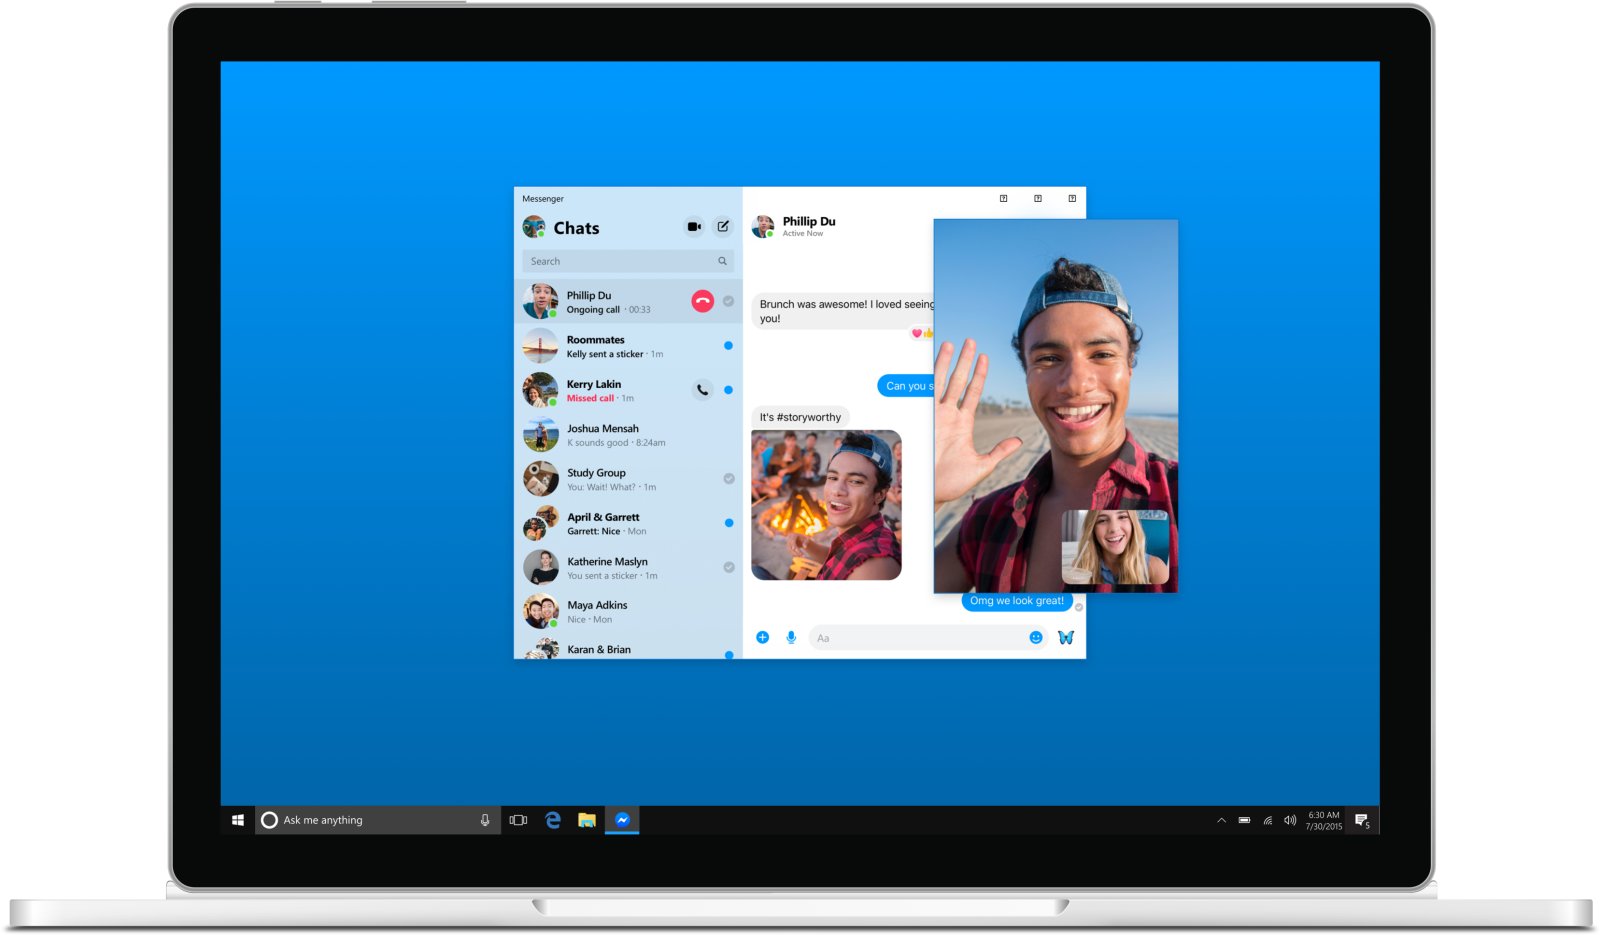 Messenger
Chats
Search
Phillip Du
Ongoing call · 00:33
Roommates
Kelly sent a sticker · 1m
Kerry Lakin
Missed call · 1m
Joshua Mensah
K sounds good · 8:24am
Study Group
You: Wait! What? · 1m
April & Garrett
Garrett: Nice · Mon
Katherine Maslyn
You sent a sticker · 1m
Maya Adkins
Nice · Mon
Karan & Brian
Phillip Du
Active Now
Brunch was awesome! I loved seeing
you!
Can you s
It's #storyworthy
Omg we look great!
Aa
Ask me anything
6:30 AM
7/30/2015
5